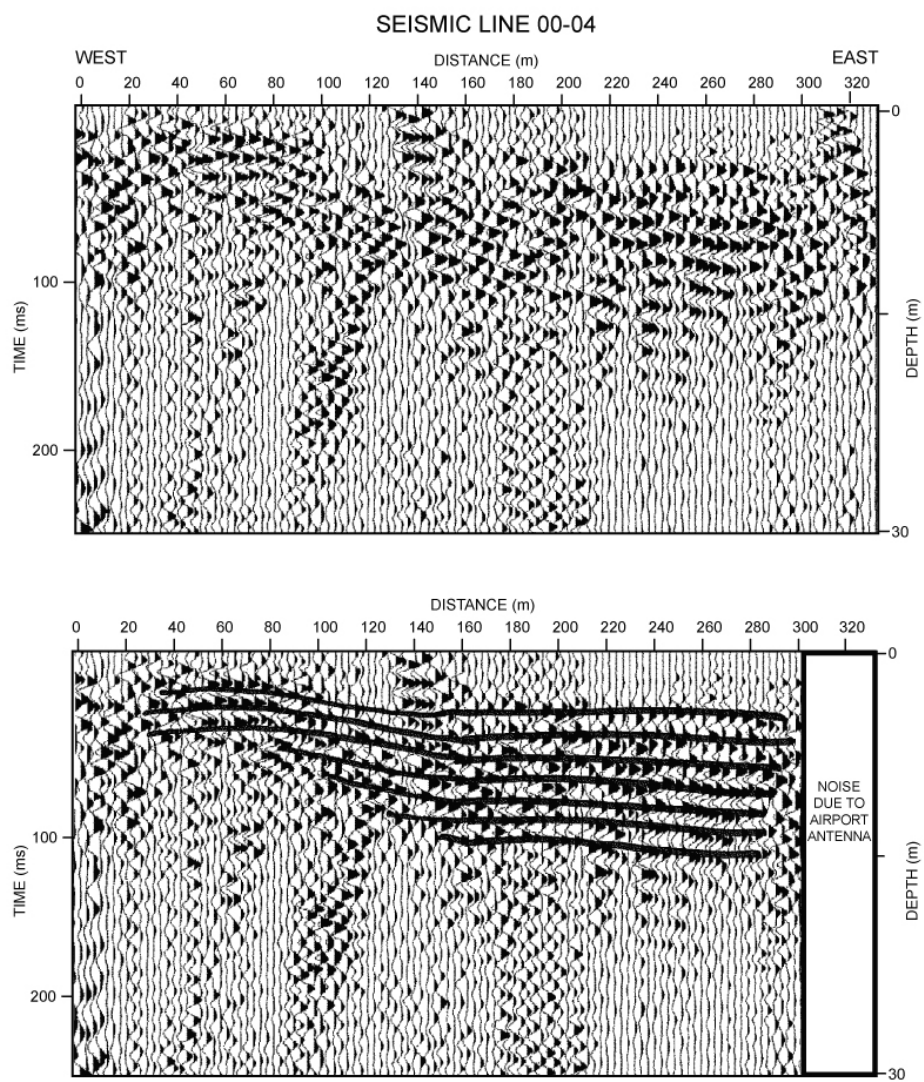 SEISMIC LINE 00-04
WEST DISTANCE (m) EAST
0 20 40 60 80 100 120 140 160 180 200 220 240 260 280 300 320
0
100
TIME (ms)
DEPTH (m)
200
30
DISTANCE (m)
0 20 40 60 80 100 120 140 160 180 200 220 240 260 280 300 320
0
NOISE
DUE TO
AIRPORT
ANTENNA
100
TIME (ms)
DEPTH (m)
200
30